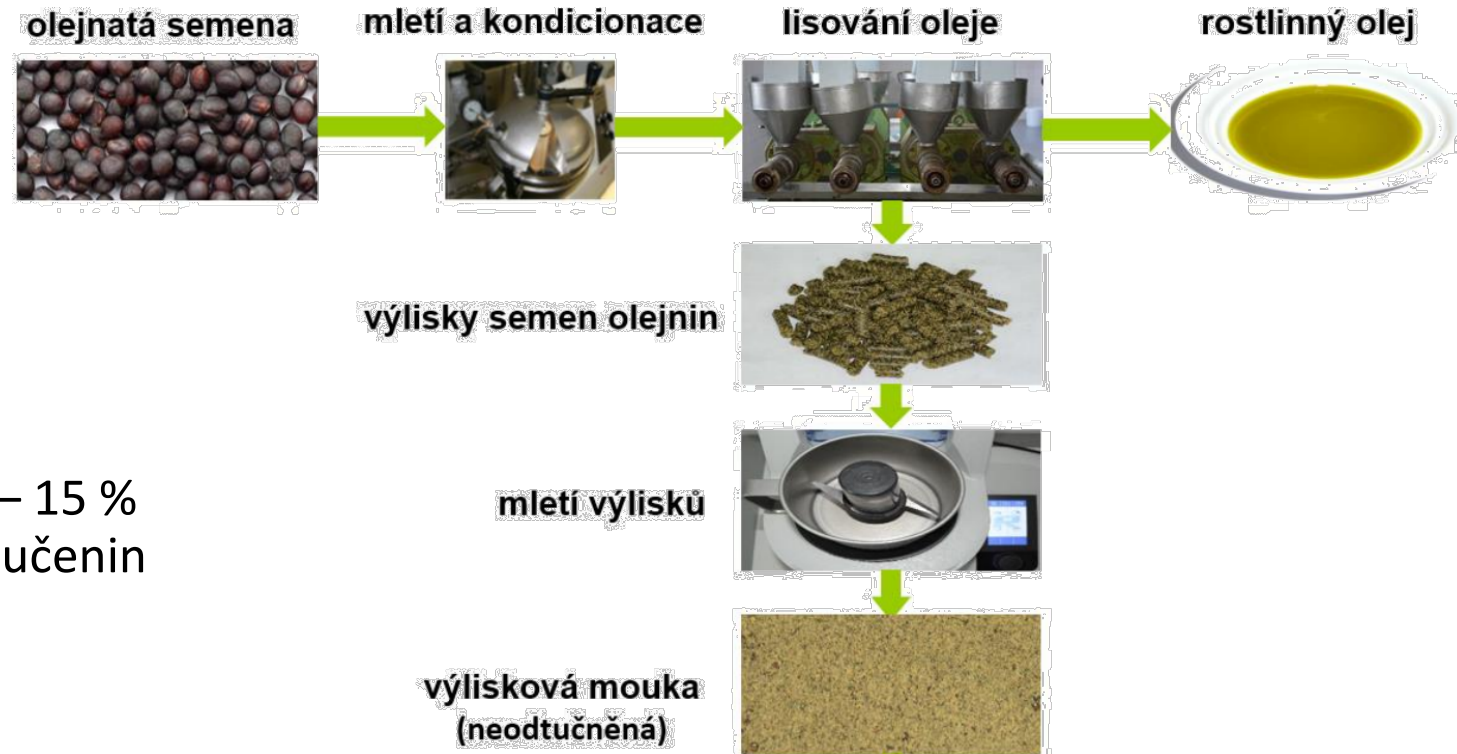 olejnatá semena
mletí a kondicionace
lisování oleje
rostlinný olej
výlisky semen olejnin
– 15 %
učenin
mletí výlisků
výlisková mouka
(neodtučněná)